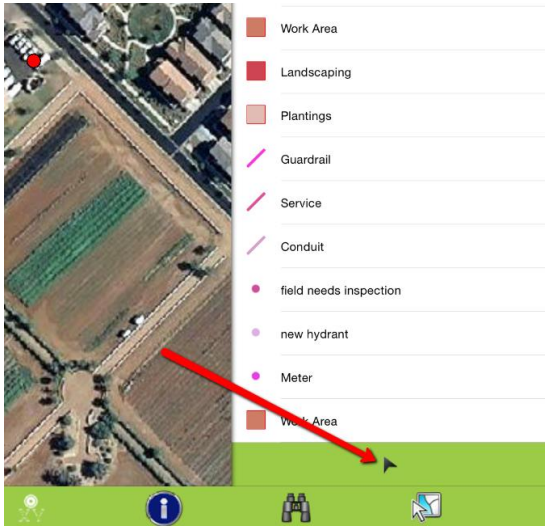 Work Area
Landscaping
Plantings
Guardrail
Service
Conduit
field needs inspection
new hydrant
Meter
Work Area
i